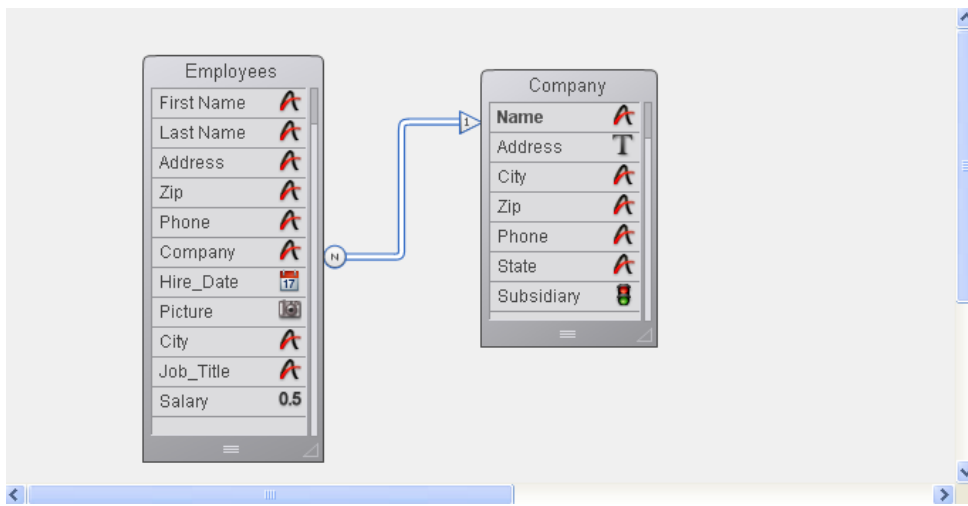 Employees
First Name
Last Name
Address
Zip
Phone
Company
Hire_Date
17
Picture
City
Job_Title
Salary 0.5
N
1
Company
Name
Address T
City
Zip
Phone
State
Subsidiary